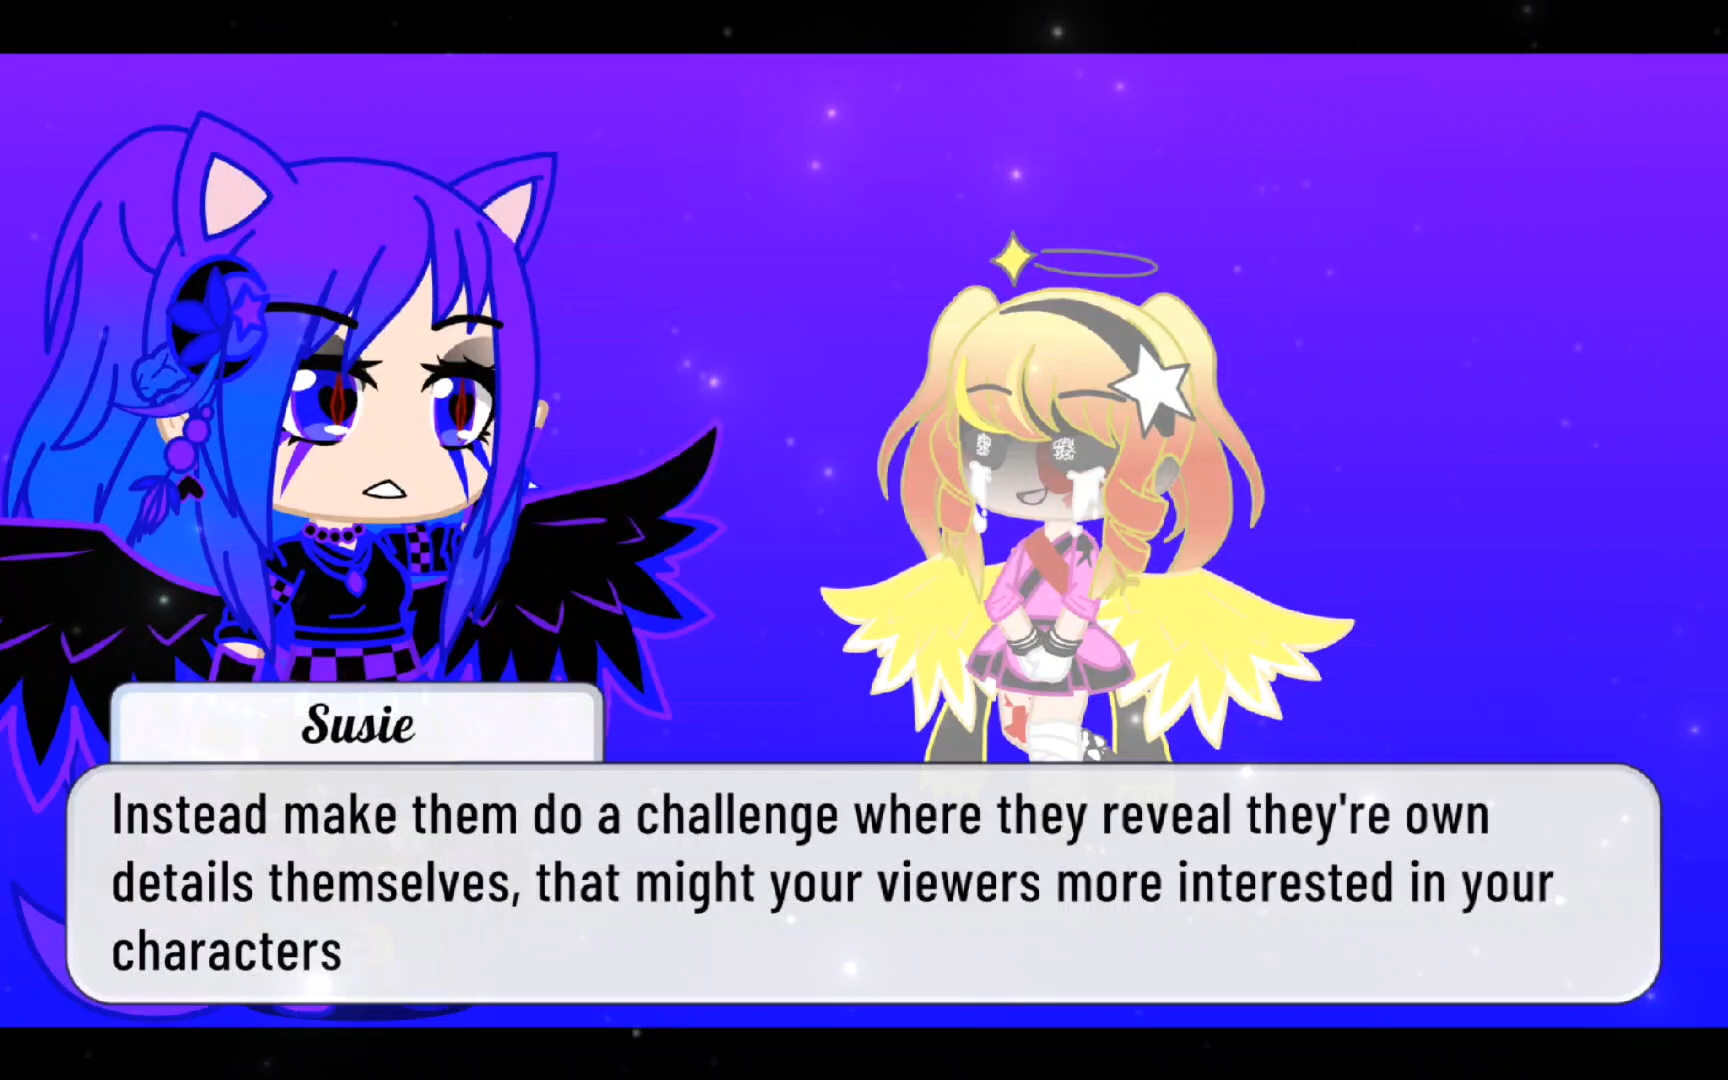 Susie
Instead make them do a challenge where they reveal they're own
details themselves, that might your viewers more interested in your
characters